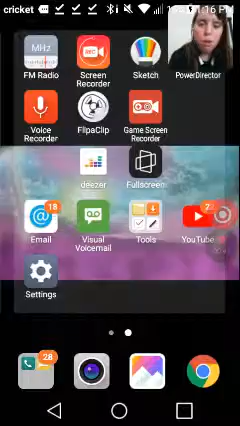 cricket 1:16 PM
MHz
REC
FM Radio Screen Recorder Sketch PowerDirector
Voice Recorder FlipaClip Game Screen Recorder
deezer Fullscreen
18
Email Visual Voicemail Tools YouTube
Settings
28